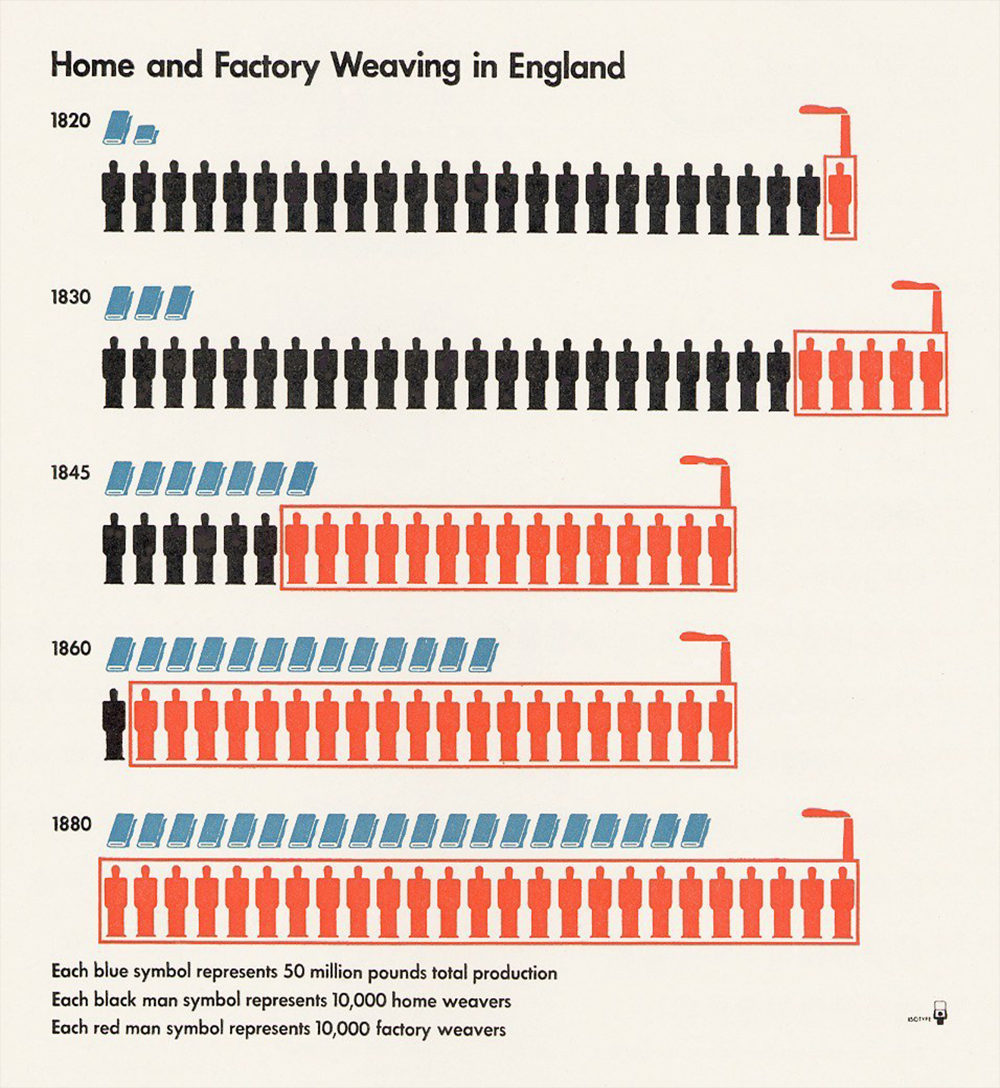 Home and Factory Weaving in England
1820
1830
1845
1860
1880
Each blue symbol represents 50 million pounds total production
Each black man symbol represents 10,000 home weavers
Each red man symbol represents 10,000 factory weavers
ISOTYPE